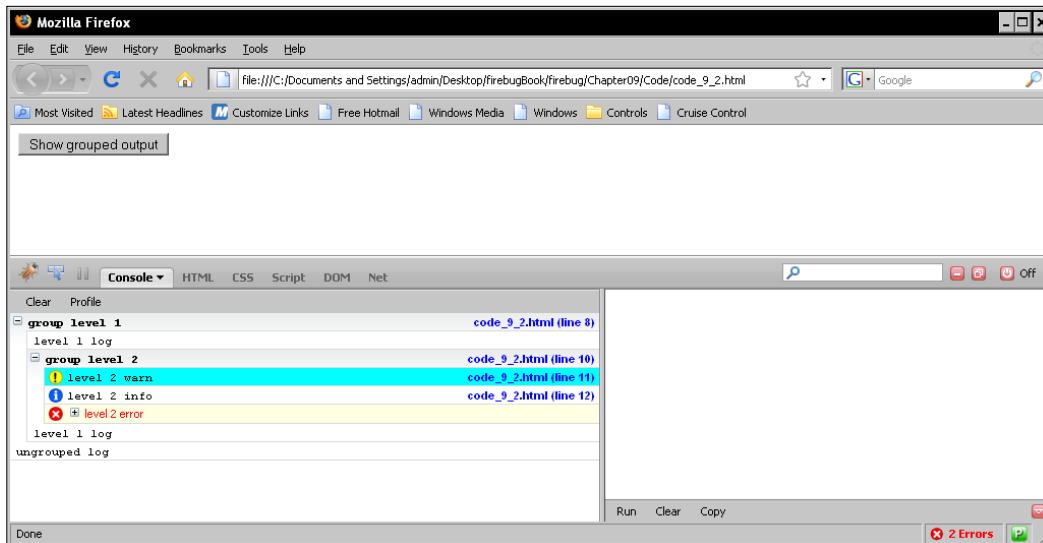 Mozilla Firefox
File Edit View History Bookmarks Tools Help
file:///C:/Documents and Settings/admin/Desktop/firebugBook/firebug/Chapter09/Code/code_9_2.html
G Google
Most Visited Latest Headlines Customize Links Free Hotmail Windows Media Windows Controls Cruise Control
Show grouped output
Console HTML CSS Script DOM Net Off
Clear Profile
group level 1 code_9_2.html (line 8)
level 1 log
group level 2 code_9_2.html (line 10)
level 2 warn code_9_2.html (line 11)
level 2 info code_9_2.html (line 12)
level 2 error
level 1 log
ungrouped log
Run Clear Copy
Done 2 Errors